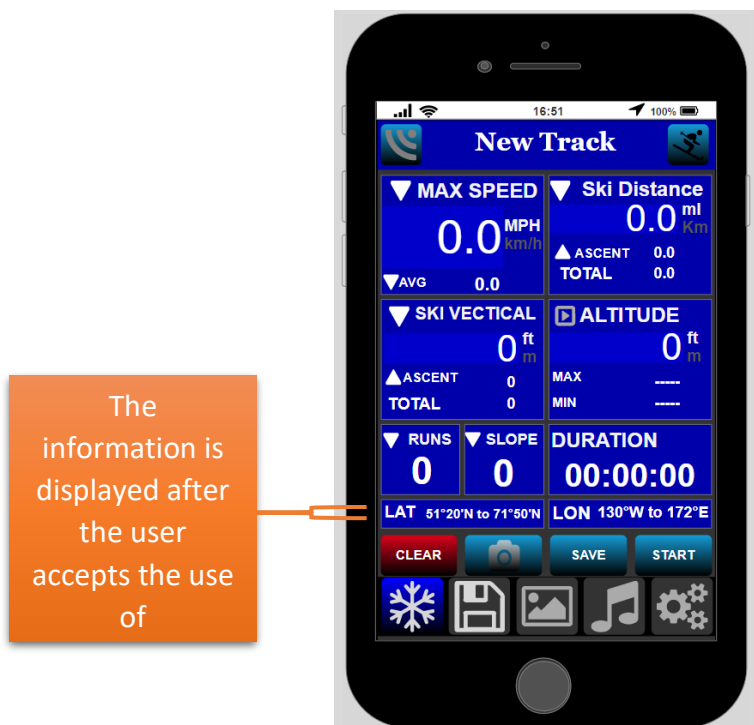 16:51
100%
New Track
MAX SPEED
0.0 MPH
km/h
AVG 0.0
Ski Distance
0.0 ml
Km
ASCENT 0.0
TOTAL 0.0
SKI VECTICAL
0 ft
m
ASCENT 0
TOTAL 0
ALTITUDE
0 ft
m
MAX -----
MIN -----
RUNS
0
SLOPE
0
DURATION
00:00:00
LAT 51°20'N to 71°50'N
LON 130°W to 172°E
CLEAR
SAVE
START
The
information is
displayed after
the user
accepts the use
of